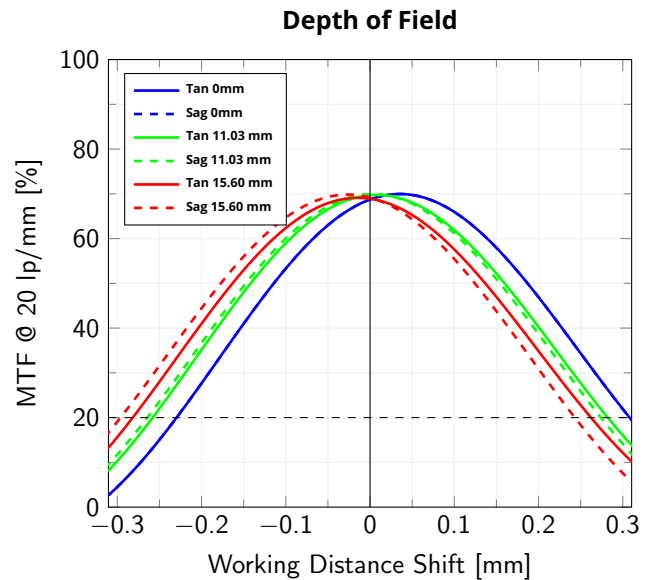 Depth of Field
100
80
60
40
20
0
MTF @ 20 lp/mm [%]
Tan 0mm
Sag 0mm
Tan 11.03 mm
Sag 11.03 mm
Tan 15.60 mm
Sag 15.60 mm
−0.3 −0.2 −0.1 0 0.1 0.2 0.3
Working Distance Shift [mm]